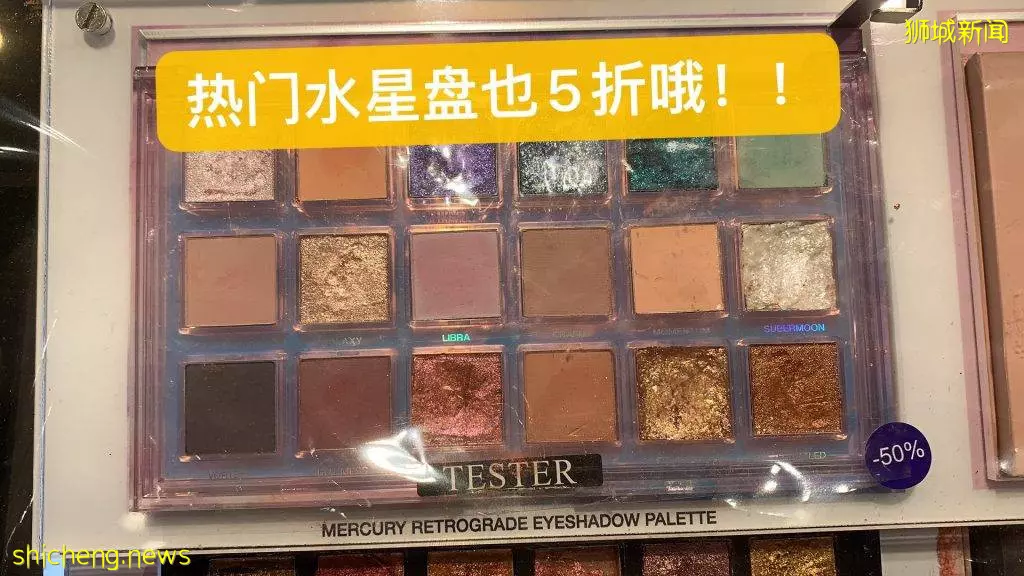 狮城新闻
热门水星盘也5折哦！！
LIBRA
MOMENTUM
SUPERMOON
-50%
TESTER
MERCURY RETROGRADE EYESHADOW PALETTE
shicheng.news